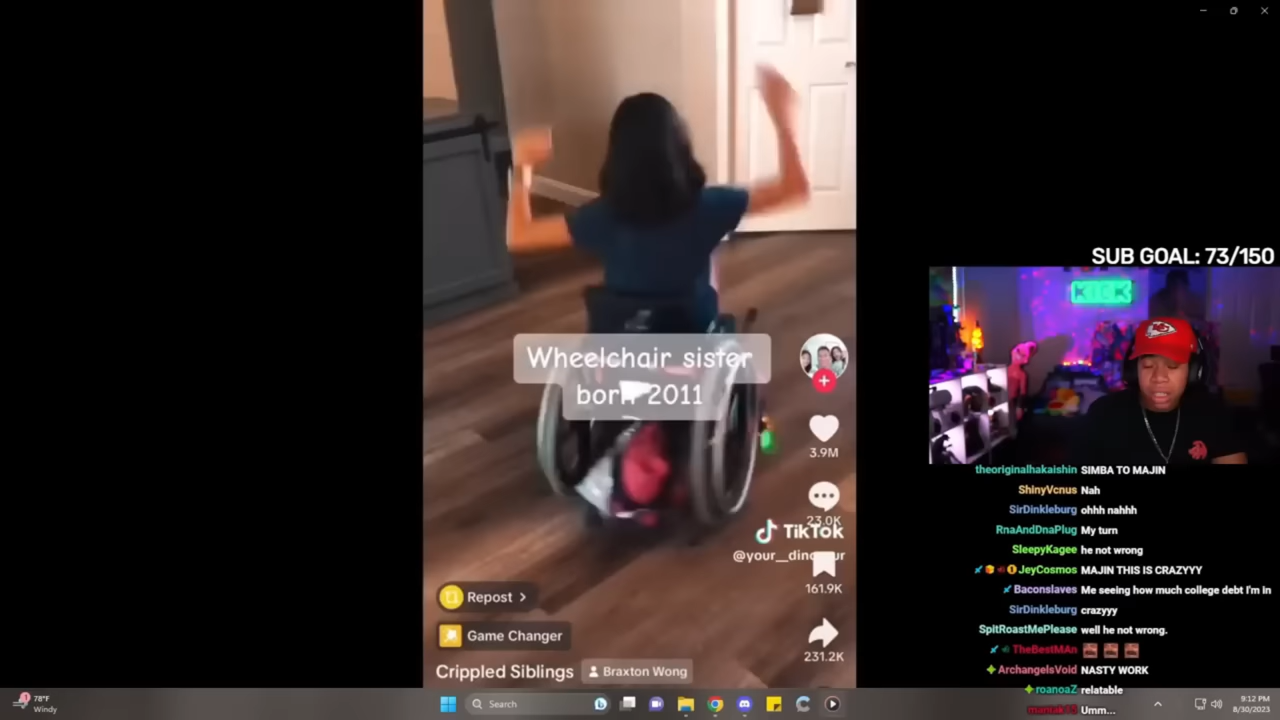 Wheelchair sister
born 2011
3.9M
23.0K
TikTok
161.9K
Repost >
Game Changer
231.2K
Crippled Siblings
Braxton Wong
SUB GOAL: 73/150
KICK
theoriginalhakaishin SIMBA TO MAJIN
ShinyVcnus Nah
SirDinkleburg ohhh nahhh
RnaAndDnaPlug My turn
SleepyKagee he not wrong
JeyCosmos MAJIN THIS IS CRAZYYY
Baconslaves Me seeing how much college debt I'm In
SirDinkleburg crazyyy
SpitRoastMePlease well he not wrong.
TheBestMAn
ArchangelsVoid NASTY WORK
roanoaZ relatable
Umm...
78°F
Windy
Search
9:12 PM
8/30/2023